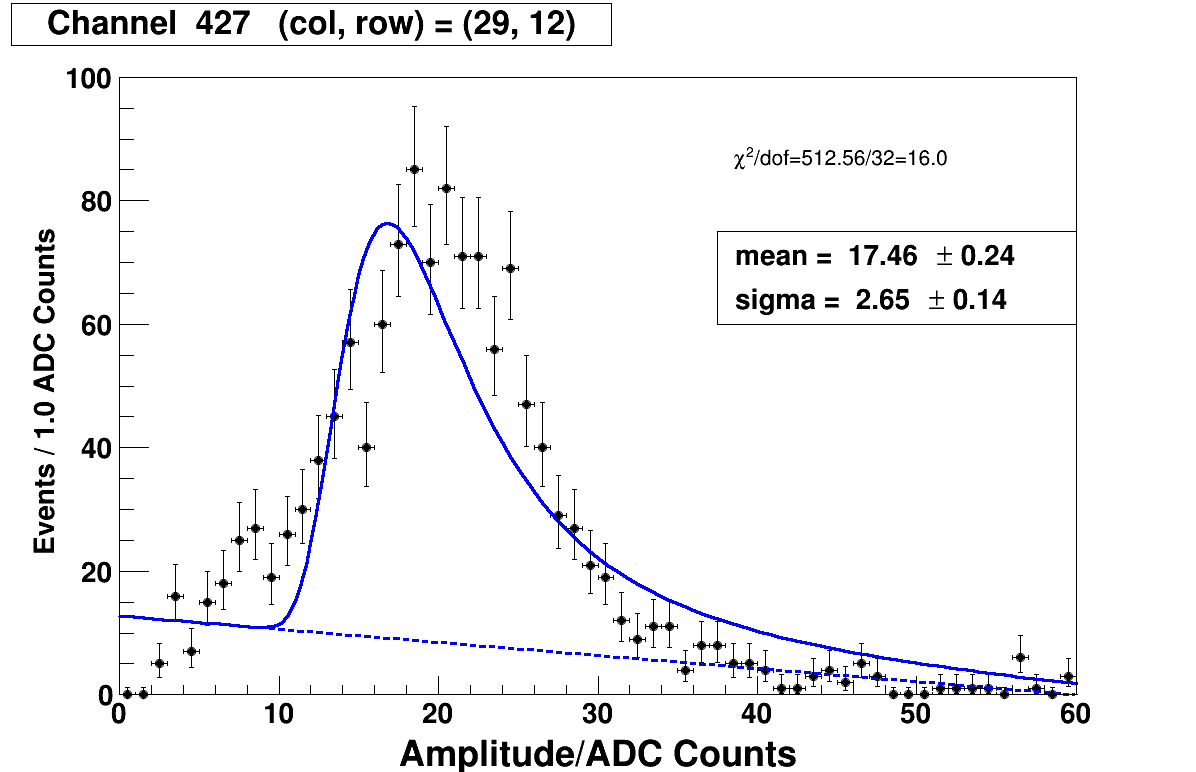 Channel 427 (col, row) = (29, 12)
100
80
60
40
20
0
Events / 1.0 ADC Counts
χ²/dof=512.56/32=16.0
mean = 17.46 ± 0.24
sigma = 2.65 ± 0.14
0 10 20 30 40 50 60
Amplitude/ADC Counts